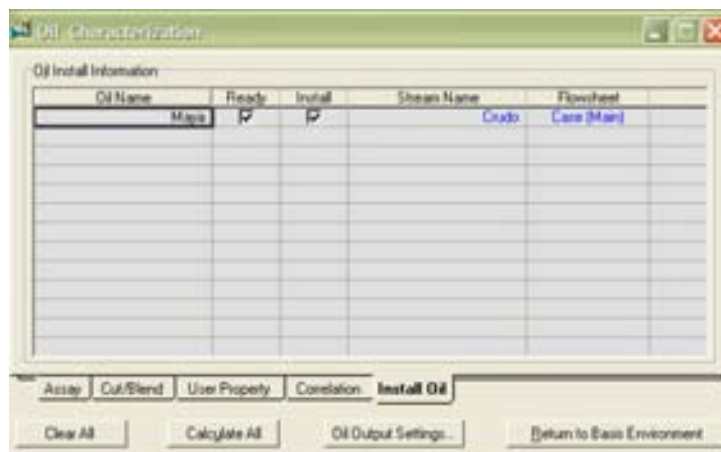 Oil Characterization
Oil Install Information
Oil Name Ready Install Stream Name Flowsheet
Maya Crudo Case (Main)
Assay Cut/Blend User Property Correlation Install Oil
Clear All Calculate All Oil Output Settings... Return to Basis Environment